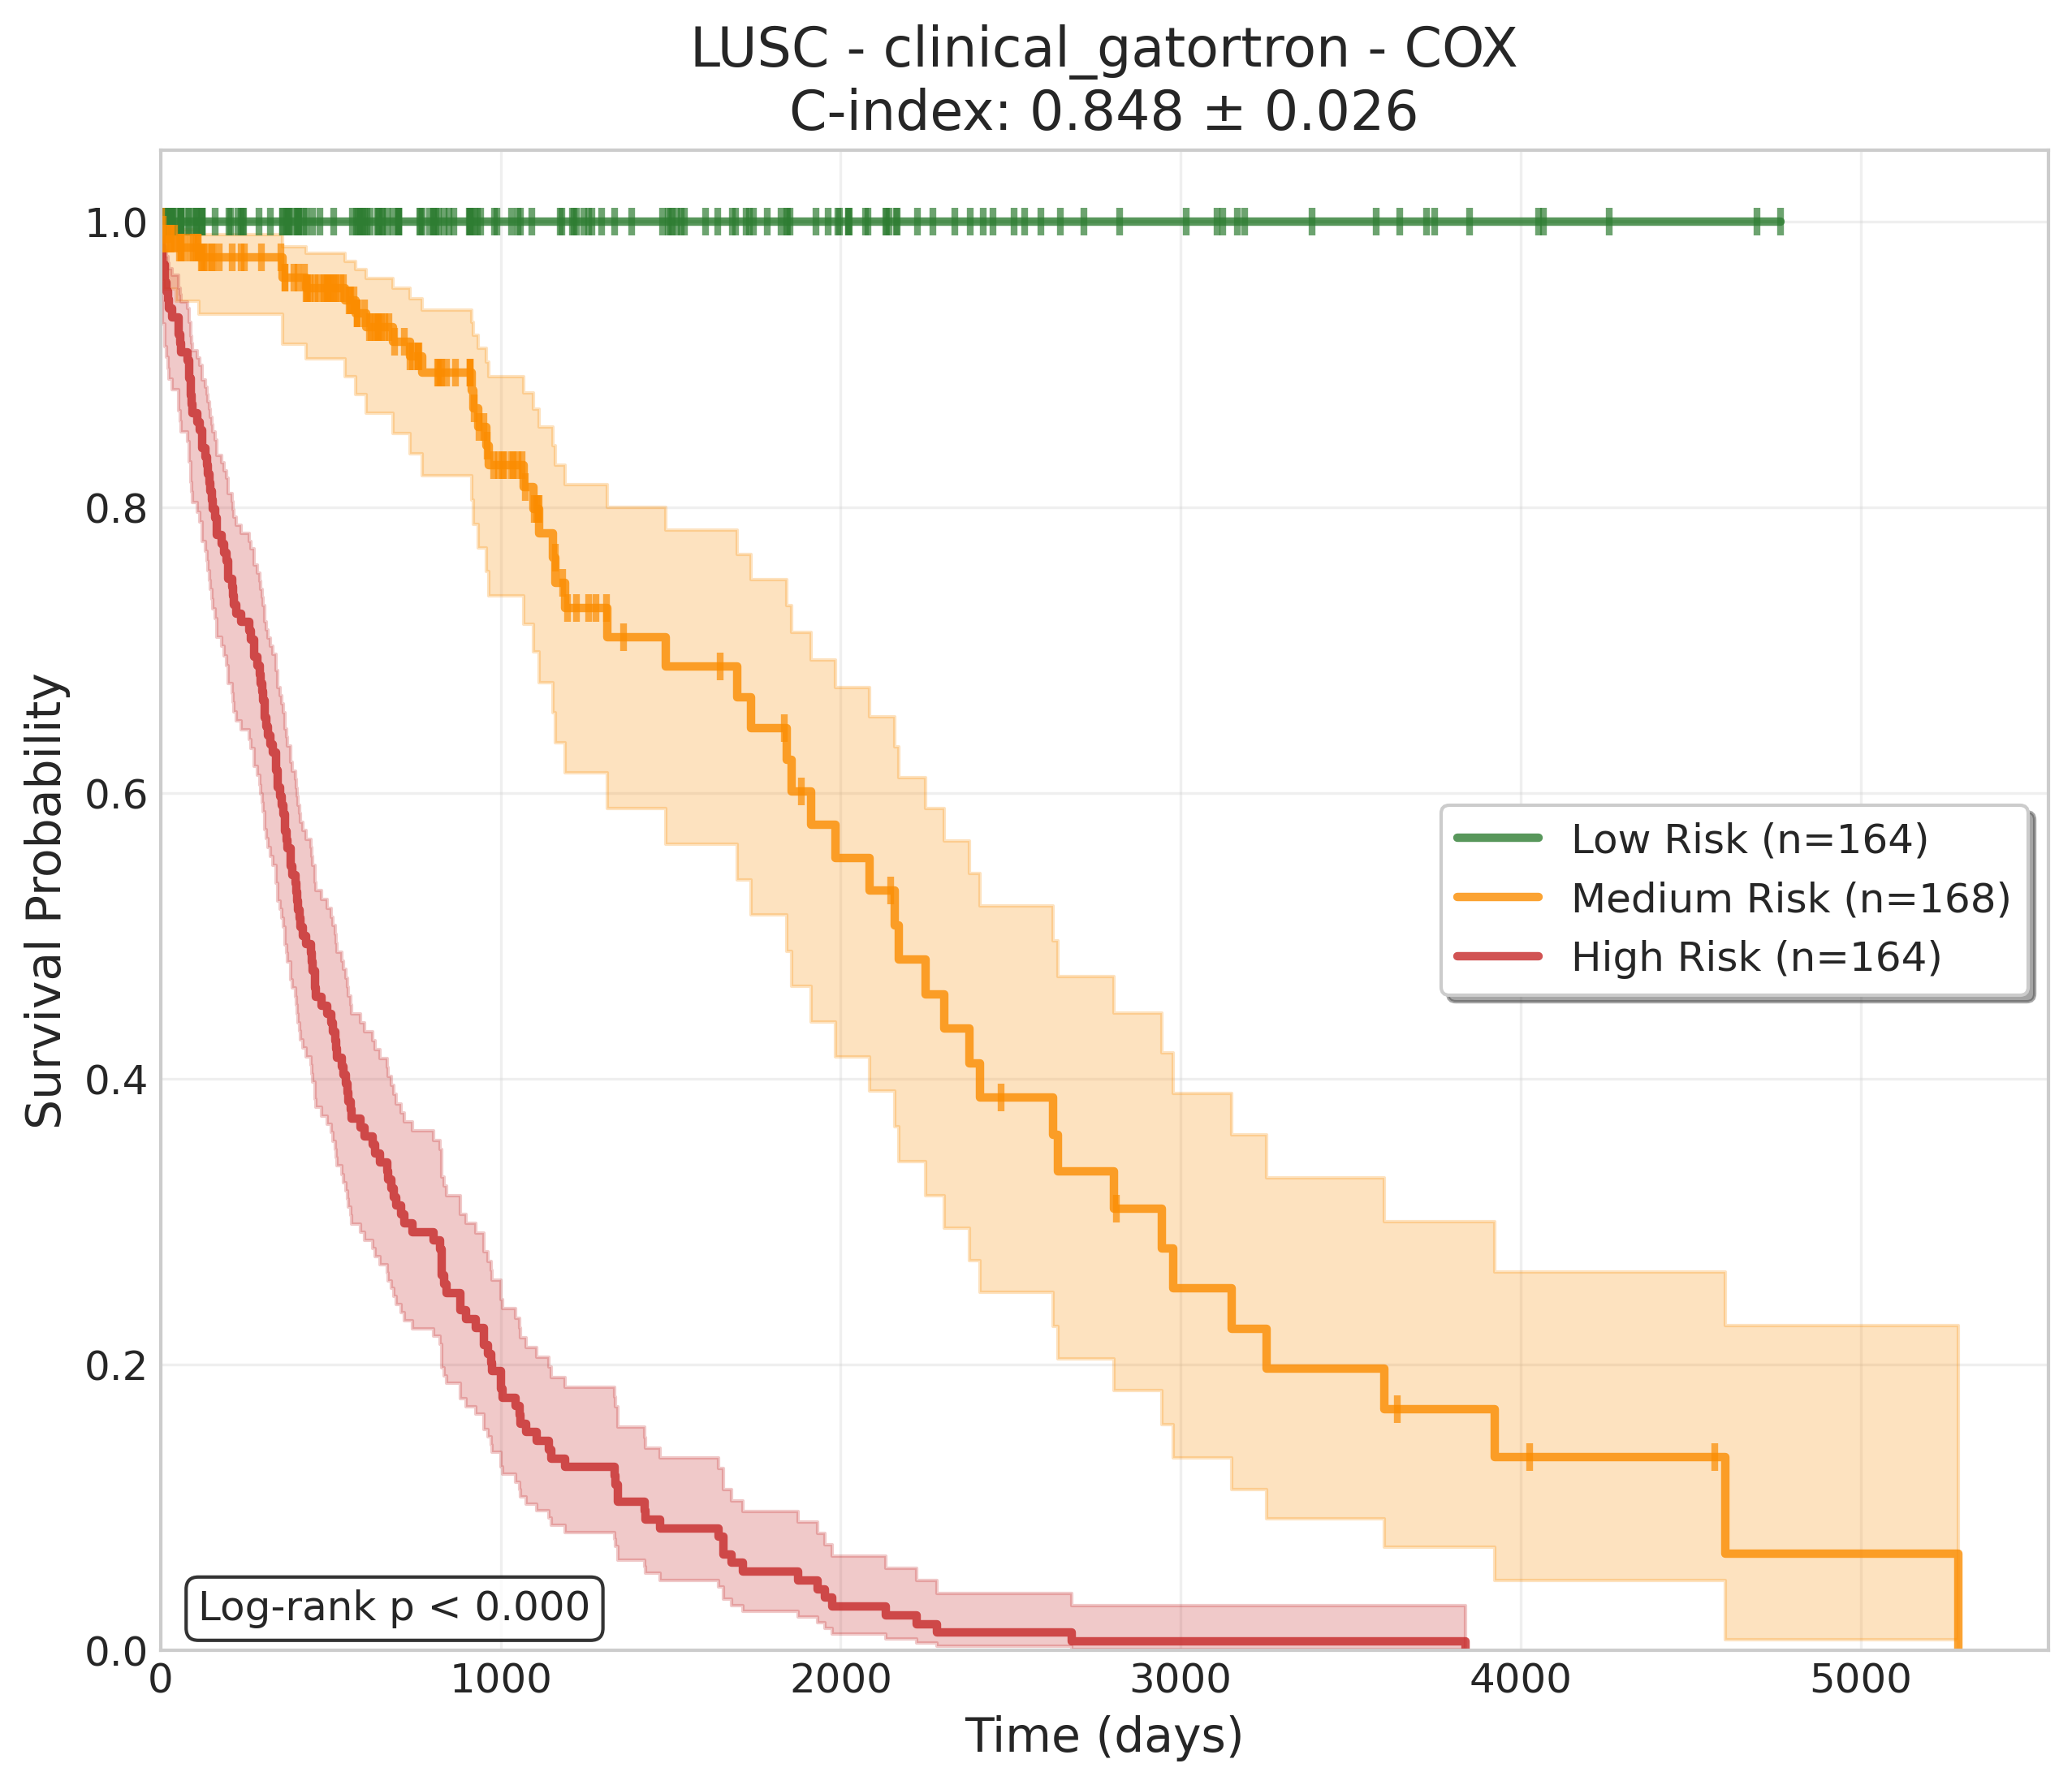 LUSC - clinical_gatortron - COX
C-index: 0.848 ± 0.026
Survival Probability
1.0
0.8
0.6
0.4
0.2
0.0
Low Risk (n=164)
Medium Risk (n=168)
High Risk (n=164)
Log-rank p < 0.000
0 1000 2000 3000 4000 5000
Time (days)